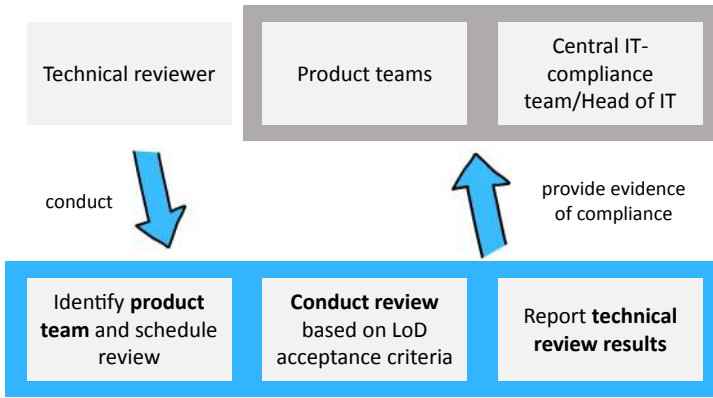 Technical reviewer
Product teams
Central IT-
compliance
team/Head of IT
conduct
provide evidence
of compliance
Identify product
team and schedule
review
Conduct review
based on LoD
acceptance criteria
Report technical
review results